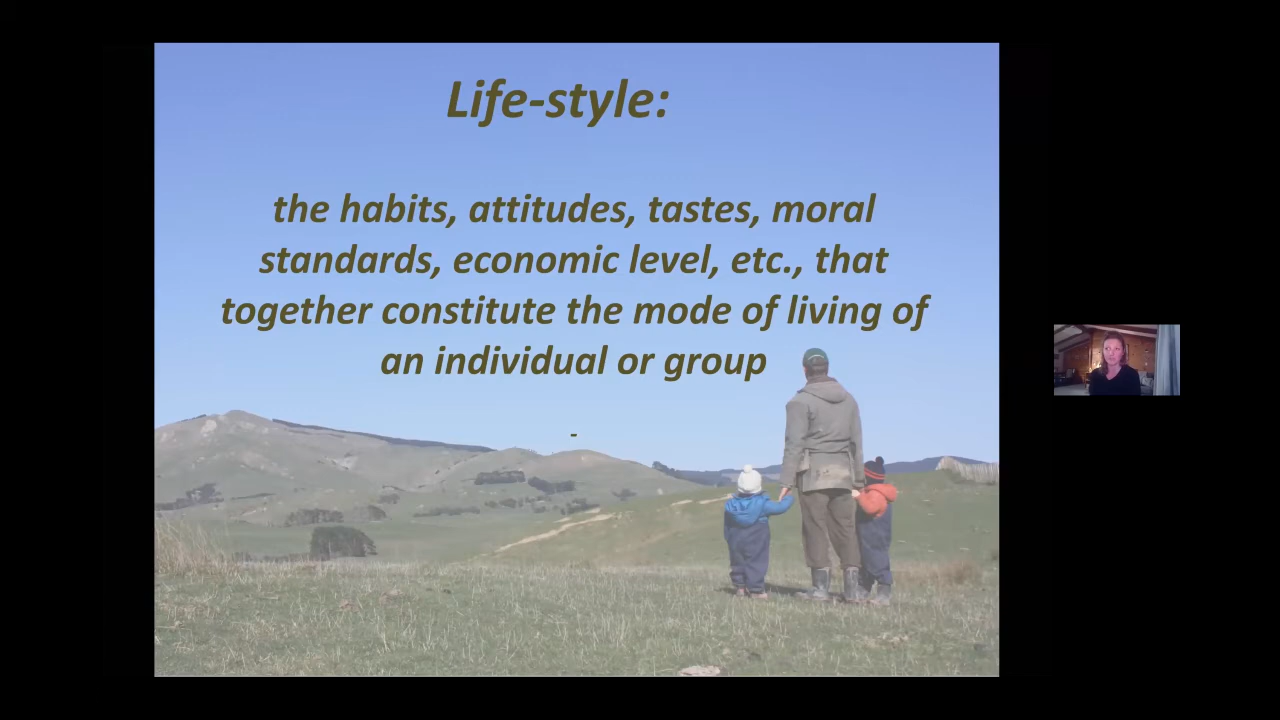 Life-style:
the habits, attitudes, tastes, moral
standards, economic level, etc., that
together constitute the mode of living of
an individual or group